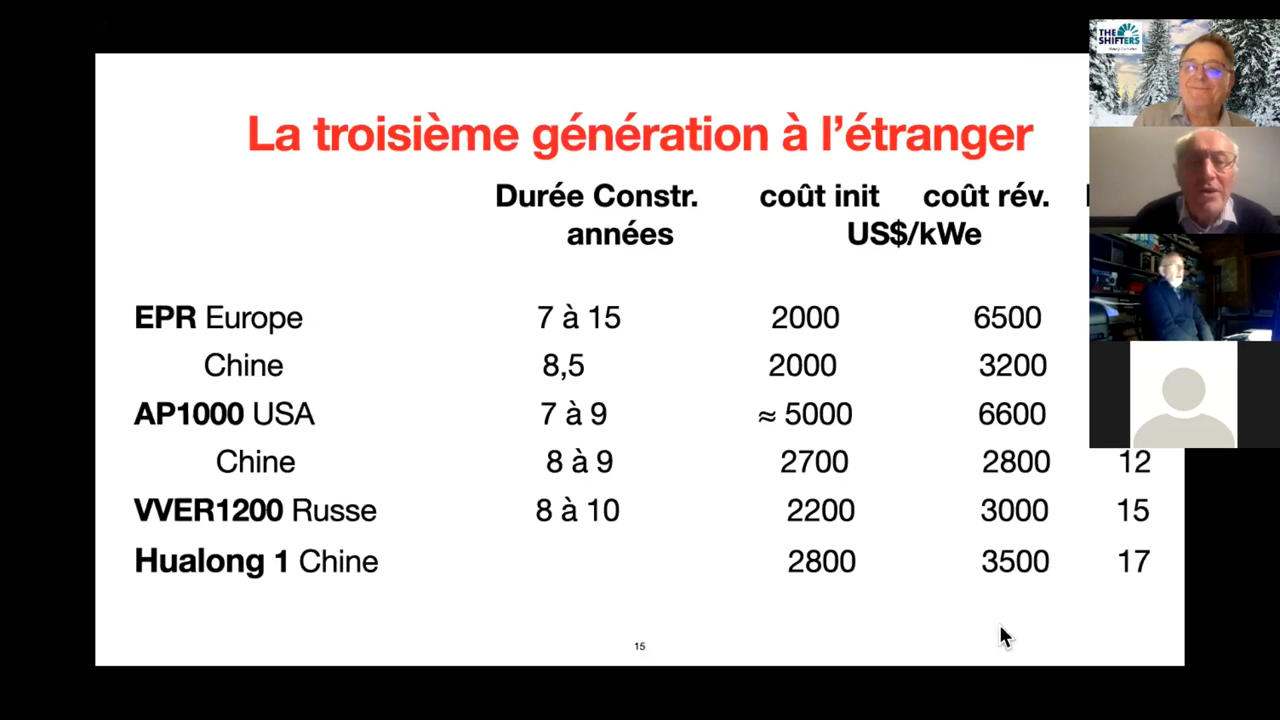 THE
SHIFTERS
La troisième génération à l'étranger
Durée Constr. coût init coût rév.
années US$/kWe
EPR Europe 7 à 15 2000 6500
Chine 8,5 2000 3200
AP1000 USA 7 à 9 ≈ 5000 6600
Chine 8 à 9 2700 2800 12
VVER1200 Russe 8 à 10 2200 3000 15
Hualong 1 Chine 2800 3500 17
15